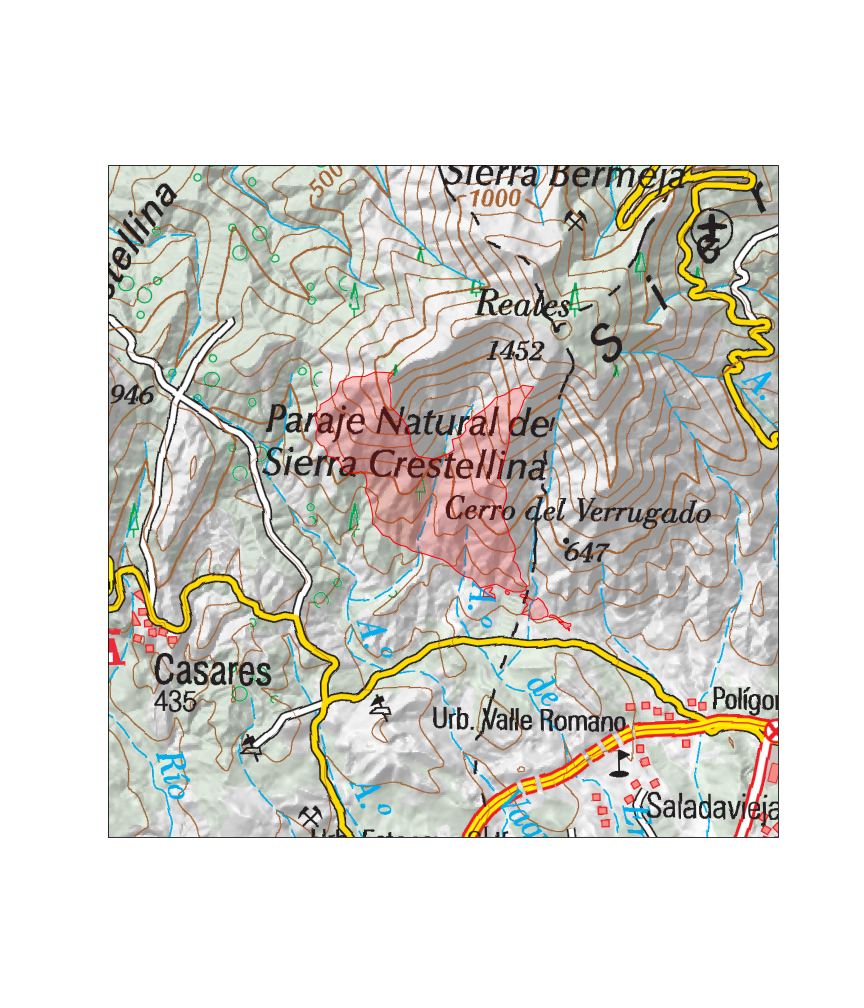 Sierra Bermeja
500
1000
stellina
r
i
S
Reales
1452
946
A.
Paraje Natural de
Sierra Crestellina
Cerro del Verrugado
647
A.º
A.º
Casares
435
de
Polígon
Urb. Valle Romano
Río
A.º
Saladavieja